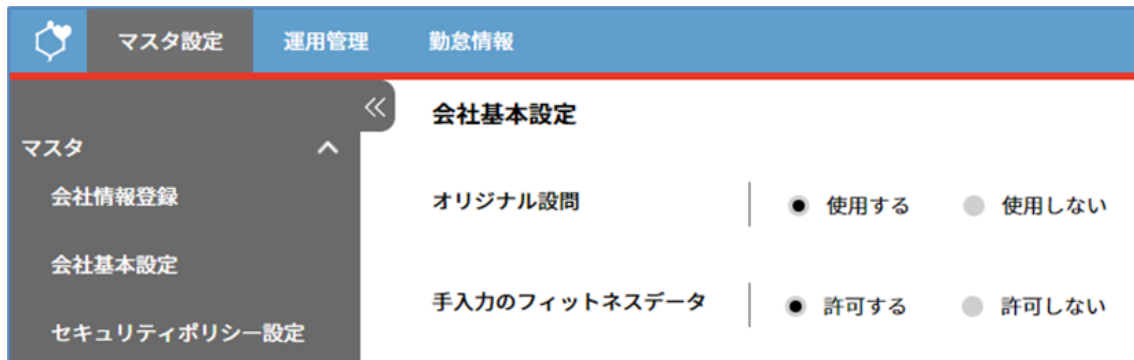 マスタ設定 運用管理 勤怠情報
会社基本設定
マスタ
会社情報登録
会社基本設定
セキュリティポリシー設定
オリジナル設問 使用する 使用しない
手入力のフィットネスデータ 許可する 許可しない